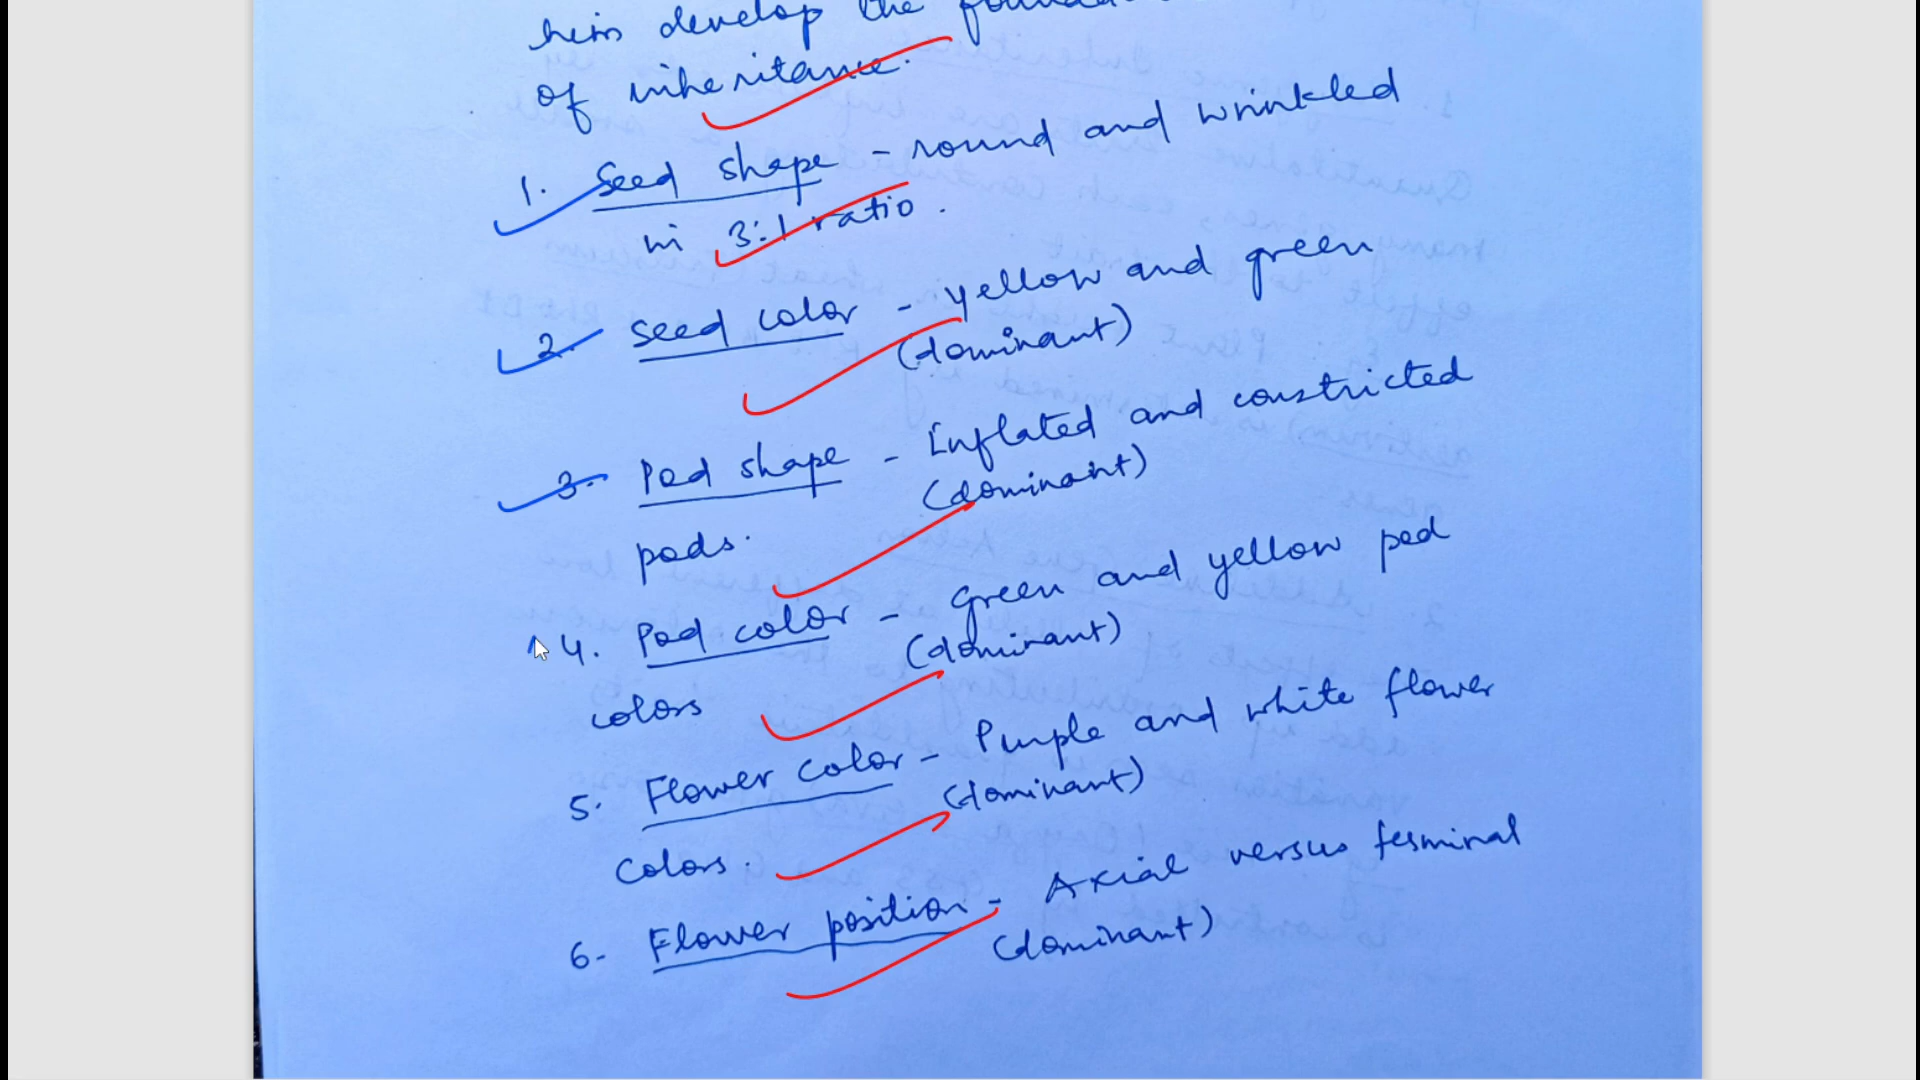 him develop the
of inheritance.
1. Seed shape - round and wrinkled
in 3:1 ratio.
2. Seed color - yellow and green
(dominant)
3. Pod shape - Inflated and constricted
(dominant)
pods.
4. Pod color - green and yellow pod
(dominant)
colors
5. Flower color - Purple and white flower
(dominant)
colors.
6. Flower position - Axial versus terminal
(dominant)